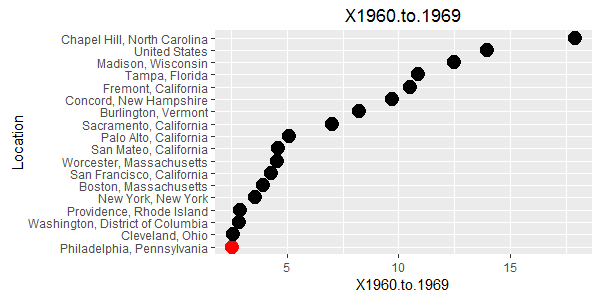 X1960.to.1969
Location
Chapel Hill, North Carolina
United States
Madison, Wisconsin
Tampa, Florida
Fremont, California
Concord, New Hampshire
Burlington, Vermont
Sacramento, California
Palo Alto, California
San Mateo, California
Worcester, Massachusetts
San Francisco, California
Boston, Massachusetts
New York, New York
Providence, Rhode Island
Washington, District of Columbia
Cleveland, Ohio
Philadelphia, Pennsylvania
5 10 15
X1960.to.1969